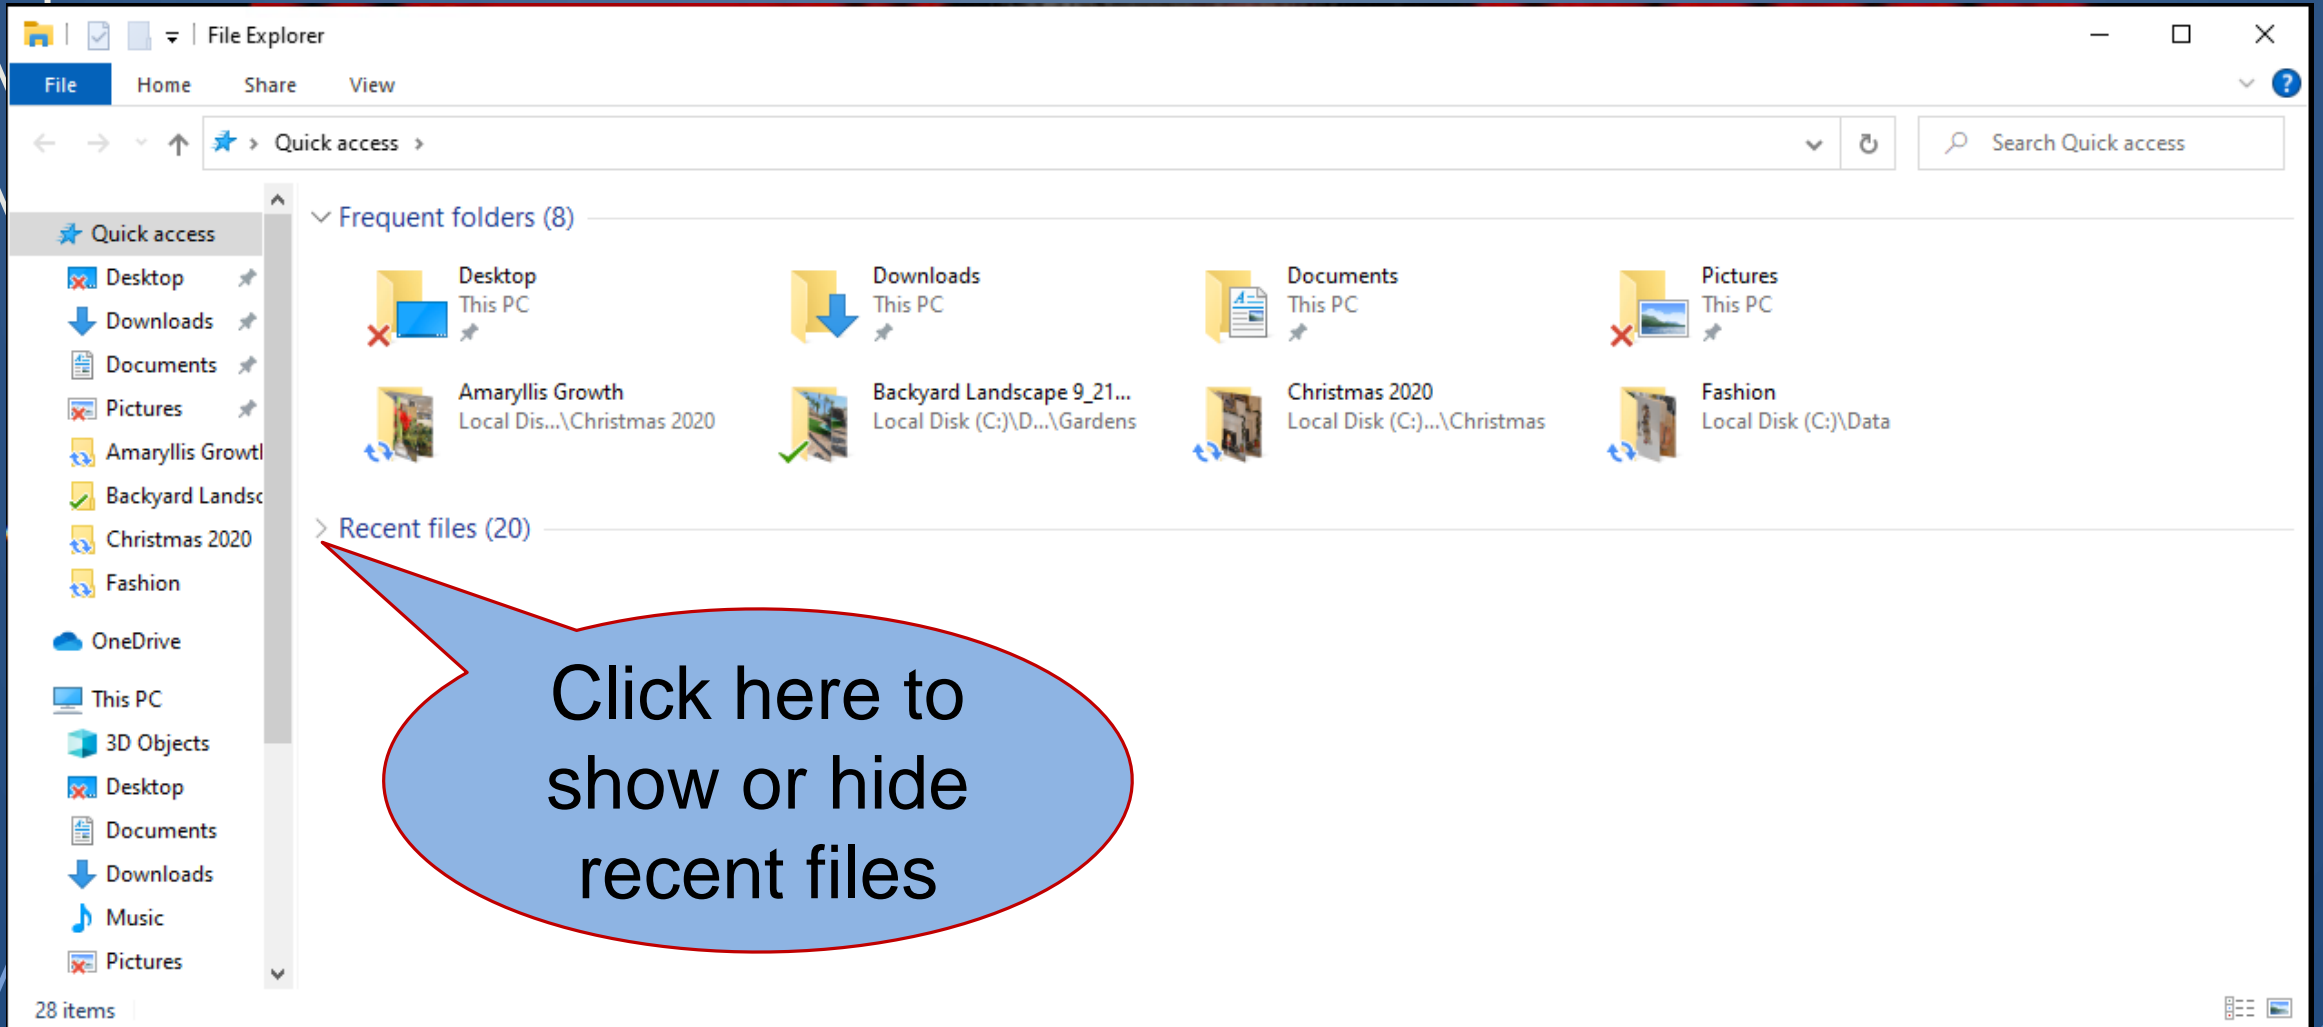 File Explorer
File Home Share View
Quick access
Search Quick access
Quick access
Desktop
Downloads
Documents
Pictures
Amaryllis Growtl
Backyard Landsc
Christmas 2020
Fashion
OneDrive
This PC
3D Objects
Desktop
Documents
Downloads
Music
Pictures
Frequent folders (8)
Desktop
This PC
Downloads
This PC
Documents
This PC
Pictures
This PC
Amaryllis Growth
Local Dis...\Christmas 2020
Backyard Landscape 9_21...
Local Disk (C:)\D...\Gardens
Christmas 2020
Local Disk (C:)...\Christmas
Fashion
Local Disk (C:)\Data
Recent files (20)
Click here to
show or hide
recent files
28 items